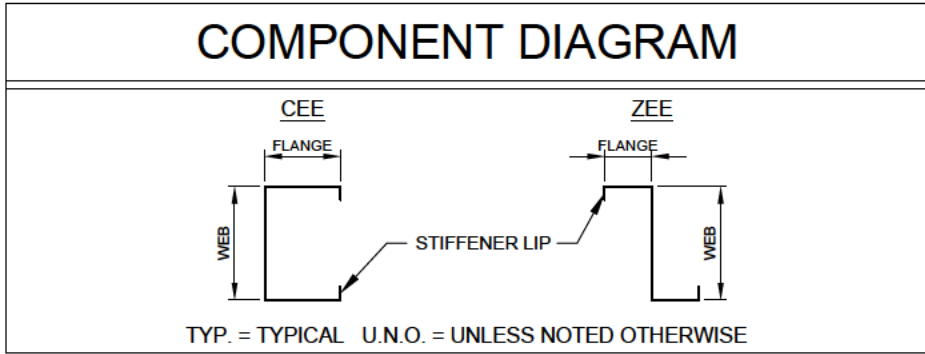 COMPONENT DIAGRAM
CEE
ZEE
FLANGE
FLANGE
WEB
STIFFENER LIP
WEB
TYP. = TYPICAL U.N.O. = UNLESS NOTED OTHERWISE